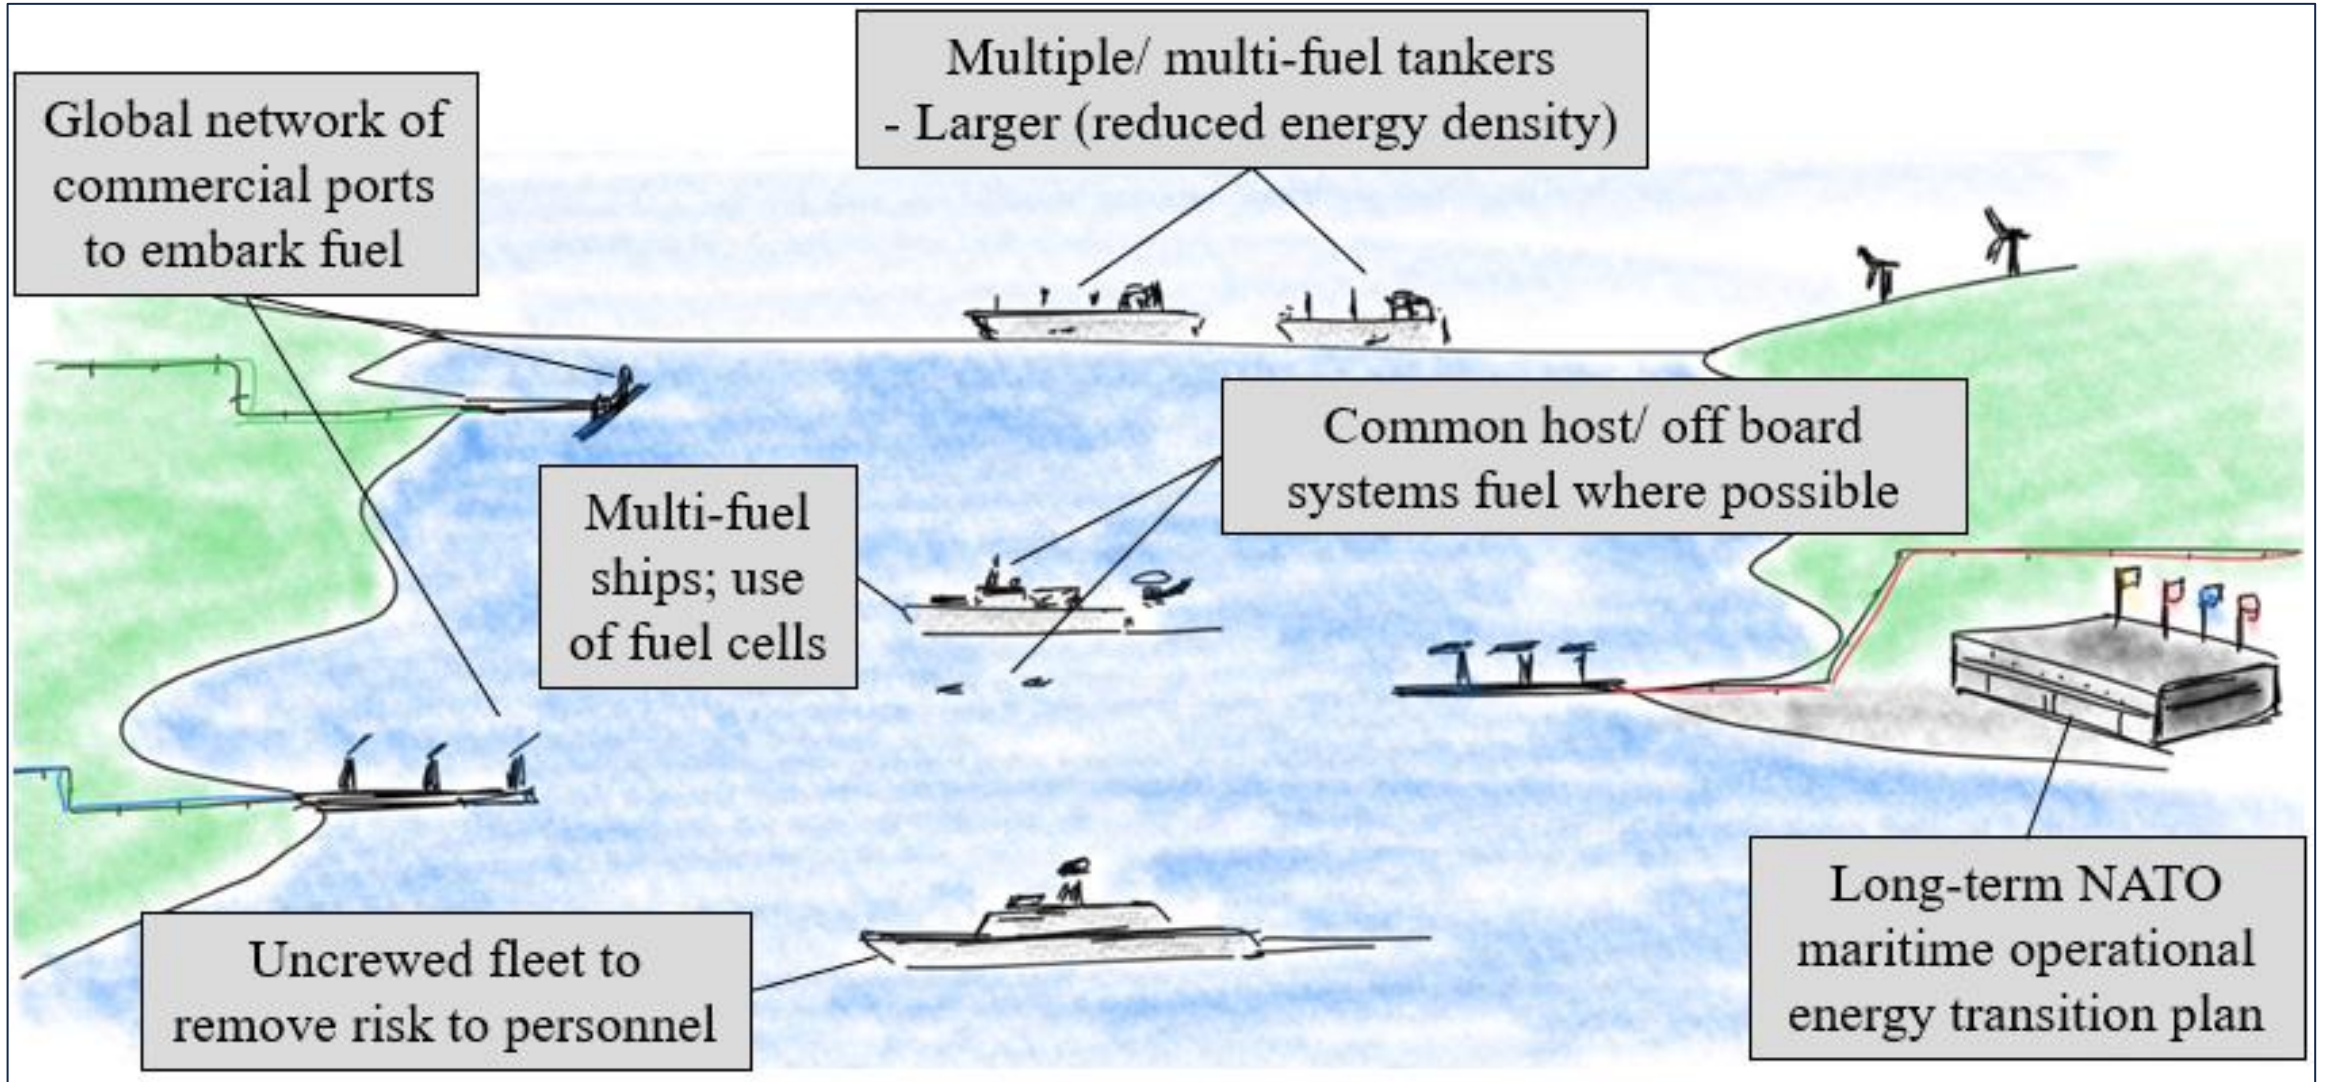 Multiple/ multi-fuel tankers
- Larger (reduced energy density)
Global network of
commercial ports
to embark fuel
Common host/ off board
systems fuel where possible
Multi-fuel
ships; use
of fuel cells
Long-term NATO
maritime operational
energy transition plan
Uncrewed fleet to
remove risk to personnel